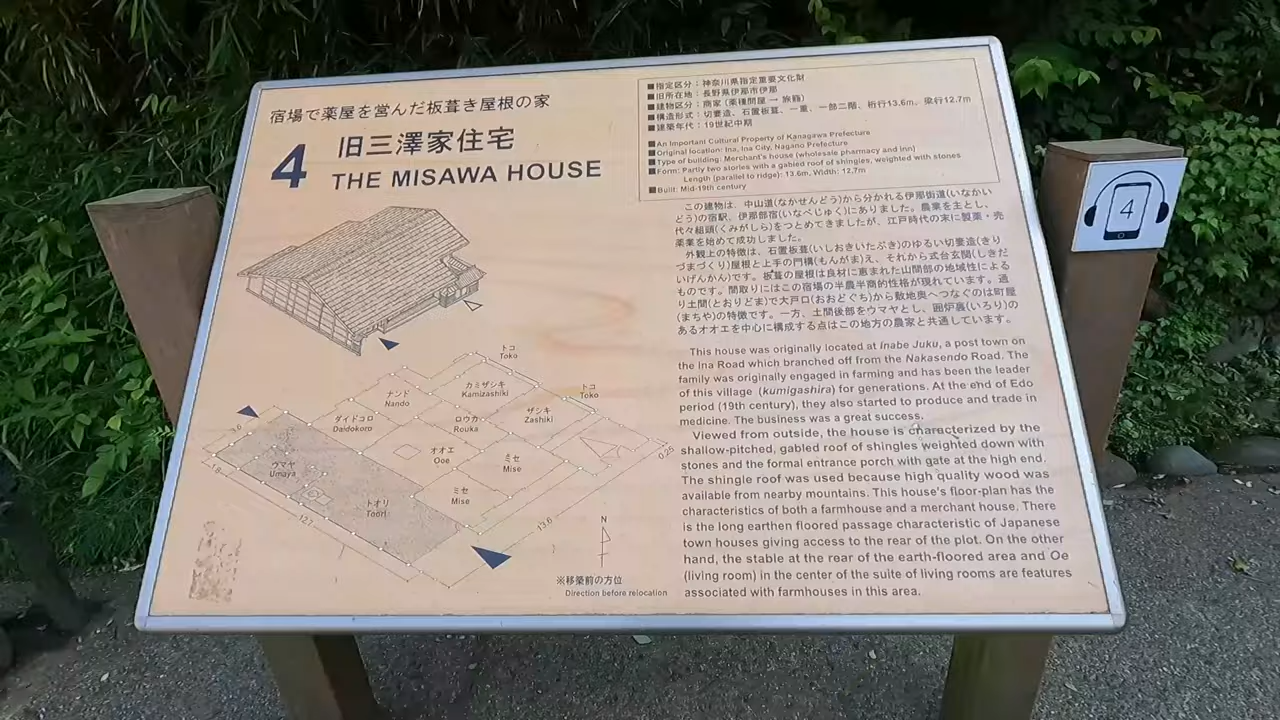 宿場で薬屋を営んだ板葺き屋根の家
4
旧三澤家住宅
THE MISAWA HOUSE
■指定区分：神奈川県指定重要文化財
■旧所在地：長野県伊那市伊那
■建物区分：商家（薬種問屋 → 旅籠）
■構造形式：切妻造、石置板葺、一重、一部二階、桁行13.6m、梁行12.7m
■建築年代：19世紀中期
■An Important Cultural Property of Kanagawa Prefecture
■Original location: Ina, Ina City, Nagano Prefecture
■Type of building: Merchant's house (wholesale pharmacy and inn)
■Form: Partly two stories with a gabled roof of shingles, weighted with stones
Length (parallel to ridge): 13.6m, Width: 12.7m
■Built: Mid-19th century
この建物は、中山道(なかせんどう)から分かれる伊那街道(いなかい
どう)の宿駅、伊那部宿(いなべじゅく)にありました。農業を主とし、
代々組頭(くみがしら)をつとめてきましたが、江戸時代の末に製薬・売
薬業を始めて成功しました。
外観上の特徴は、石置板葺(いしおきいたぶき)のゆるい切妻造(きり
づまづくり)屋根と上手の門構(もんがま)え、それから式台玄関(しきだ
いげんかん)です。板葺の屋根は良材に恵まれた山間部の地域性による
ものです。間取りにはこの宿場の半農半商的性格が現れています。通
り土間(とおりどま)で大戸口(おおどぐち)から敷地奥へつなぐのは町屋
(まちや)の特徴です。一方、土間後部をウマヤとし、囲炉裏(いろり)の
あるオオエを中心に構成する点はこの地方の農家と共通しています。
This house was originally located at Inabe Juku, a post town on
the Ina Road which branched off from the Nakasendo Road. The
family was originally engaged in farming and has been the leader
of this village (kumigashira) for generations. At the end of Edo
period (19th century), they also started to produce and trade in
medicine. The business was a great success.
Viewed from outside, the house is characterized by the
shallow-pitched, gabled roof of shingles weighted down with
stones and the formal entrance porch with gate at the high end.
The shingle roof was used because high quality wood was
available from nearby mountains. This house's floor-plan has the
characteristics of both a farmhouse and a merchant house. There
is the long earthen floored passage characteristic of Japanese
town houses giving access to the rear of the plot. On the other
hand, the stable at the rear of the earth-floored area and Oe
(living room) in the center of the suite of living rooms are features
associated with farmhouses in this area.
トコ
Toko
カミザシキ
Kamizashiki
トコ
Toko
ナンド
Nando
ザシキ
Zashiki
ダイドコロ
Daidokoro
ロウカ
Rouka
オオエ
Ooe
ミセ
Mise
ウマヤ
Umaya
ミセ
Mise
トオリ
Toori
3.6
1.8
12.7
13.6
0.25
N
※移築前の方位
Direction before relocation
4